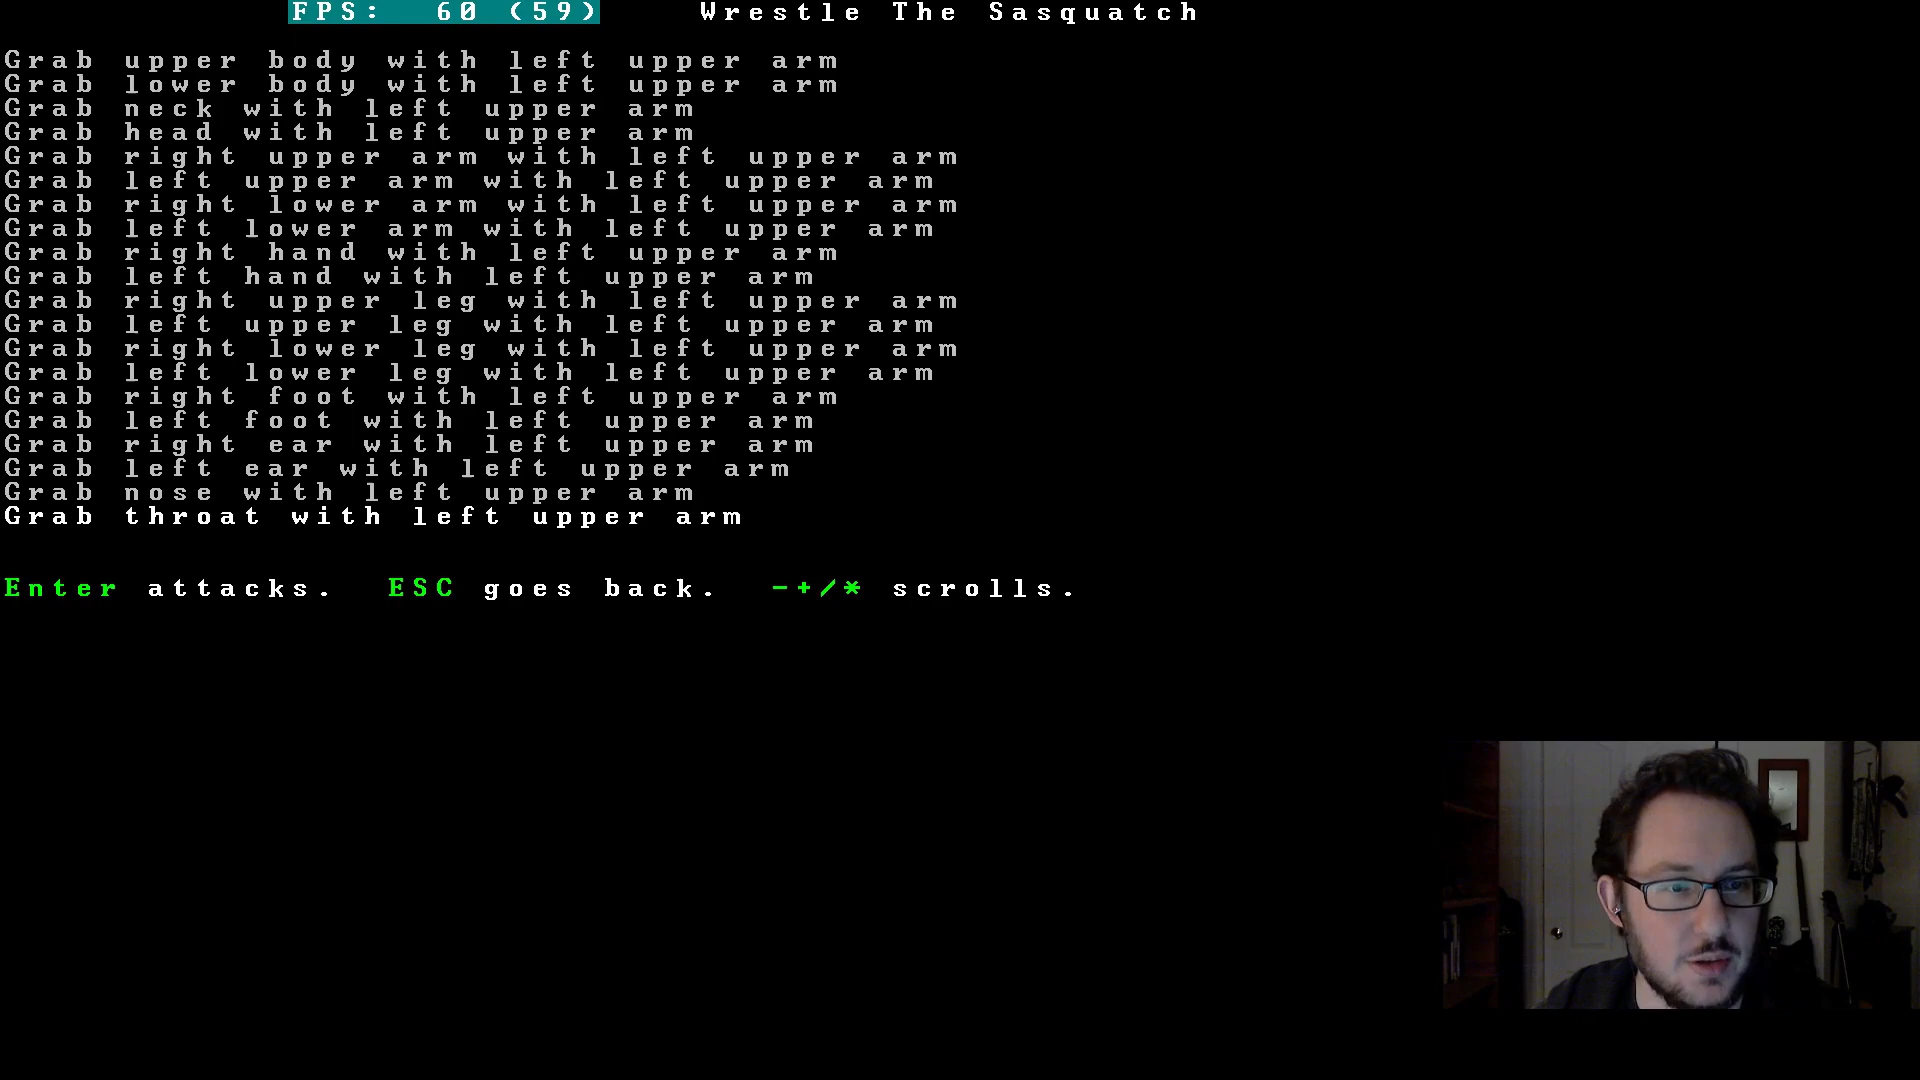 FPS: 60 (59) Wrestle The Sasquatch
Grab upper body with left upper arm
Grab lower body with left upper arm
Grab neck with left upper arm
Grab head with left upper arm
Grab right upper arm with left upper arm
Grab left upper arm with left upper arm
Grab right lower arm with left upper arm
Grab left lower arm with left upper arm
Grab right hand with left upper arm
Grab left hand with left upper arm
Grab right upper leg with left upper arm
Grab left upper leg with left upper arm
Grab right lower leg with left upper arm
Grab left lower leg with left upper arm
Grab right foot with left upper arm
Grab left foot with left upper arm
Grab right ear with left upper arm
Grab left ear with left upper arm
Grab nose with left upper arm
Grab throat with left upper arm
Enter attacks. ESC goes back. -+/* scrolls.